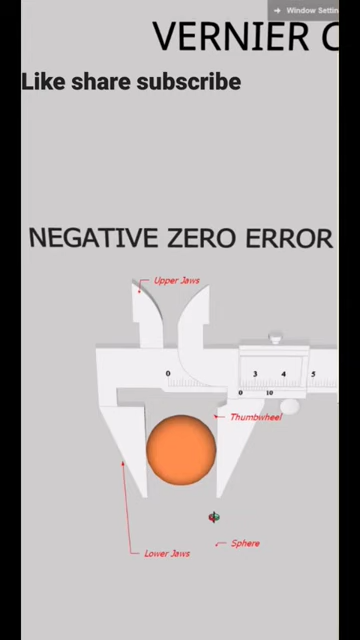 Window Settin
VERNIER C
Like share subscribe
NEGATIVE ZERO ERROR
Upper Jaws
0 3 4 5
0 10
Thumbwheel
Sphere
Lower Jaws